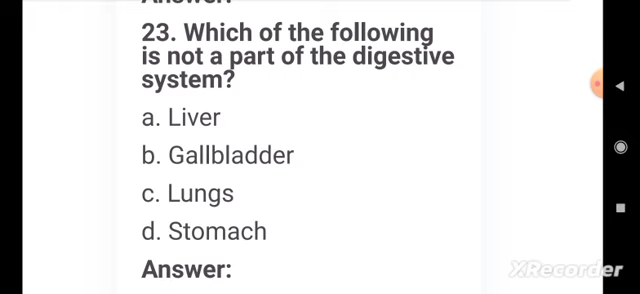 23. Which of the following
is not a part of the digestive
system?
a. Liver
b. Gallbladder
c. Lungs
d. Stomach
Answer:
XRecorder